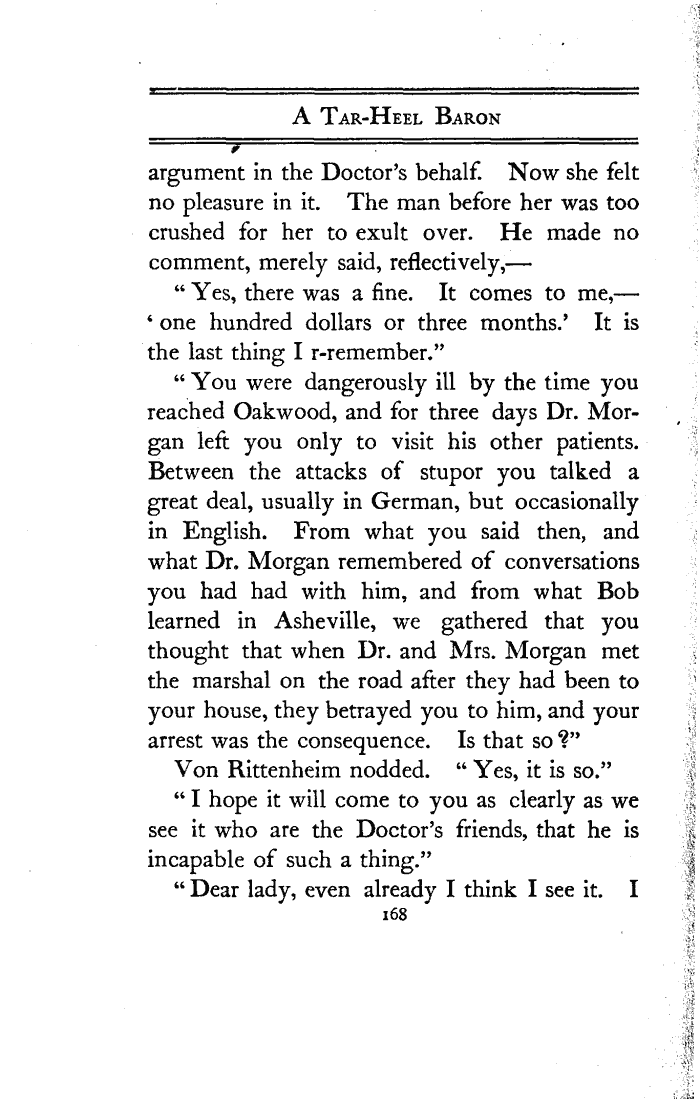 A TAR-HEEL BARON
argument in the Doctor's behalf. Now she felt
no pleasure in it. The man before her was too
crushed for her to exult over. He made no
comment, merely said, reflectively,—
“Yes, there was a fine. It comes to me,—
‘one hundred dollars or three months.’ It is
the last thing I r-remember.”
“You were dangerously ill by the time you
reached Oakwood, and for three days Dr. Mor-
gan left you only to visit his other patients.
Between the attacks of stupor you talked a
great deal, usually in German, but occasionally
in English. From what you said then, and
what Dr. Morgan remembered of conversations
you had had with him, and from what Bob
learned in Asheville, we gathered that you
thought that when Dr. and Mrs. Morgan met
the marshal on the road after they had been to
your house, they betrayed you to him, and your
arrest was the consequence. Is that so?”
Von Rittenheim nodded. “Yes, it is so.”
“I hope it will come to you as clearly as we
see it who are the Doctor's friends, that he is
incapable of such a thing.”
“Dear lady, even already I think I see it. I
168